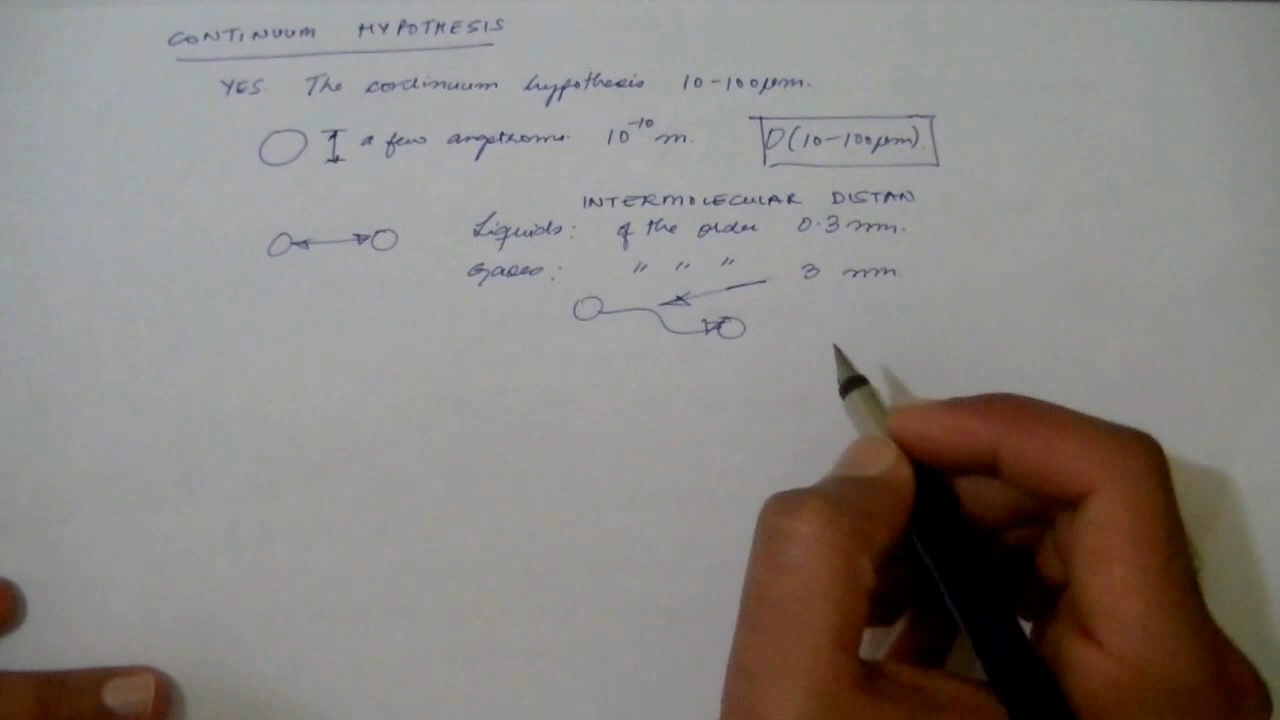 CONTINUUM HYPOTHESIS
YES. The continuum hypothesis 10-100μm.
a few angstroms. 10⁻¹⁰ m. O(10-100μm).
INTERMOLECULAR DISTAN
Liquids: of the order 0.3 nm.
Gases: " " " 3 nm